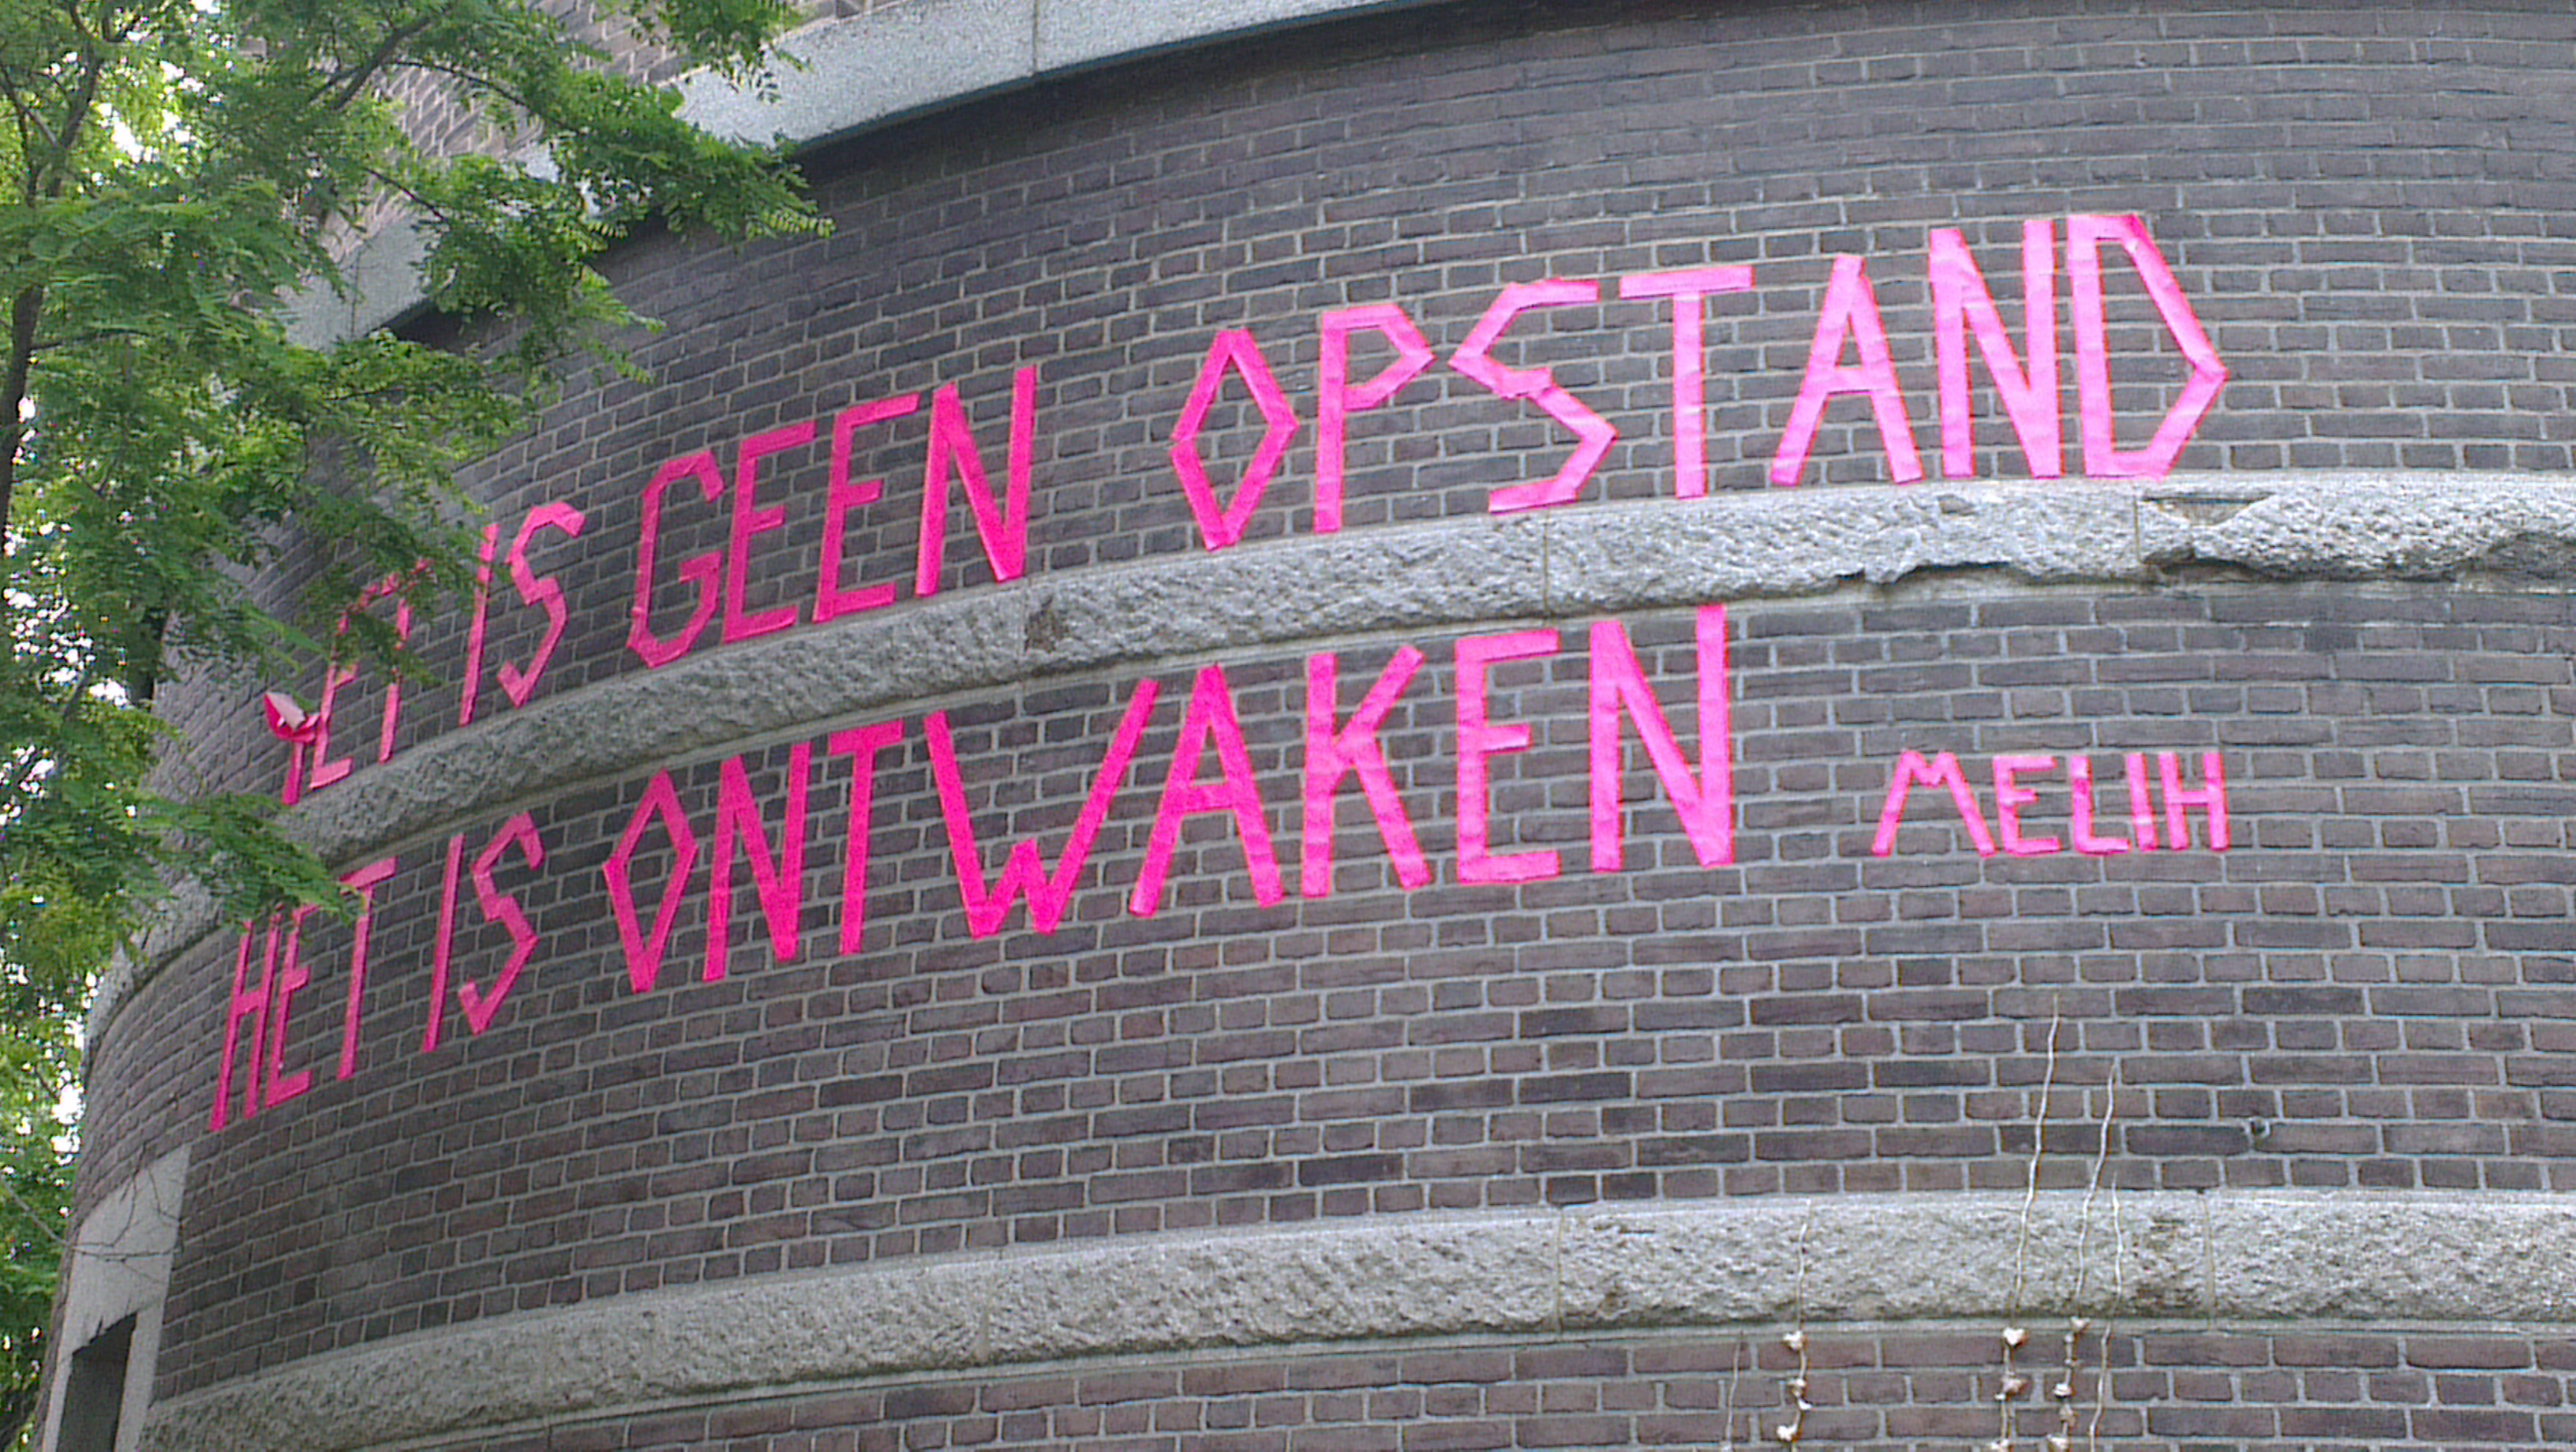 HET IS GEEN OPSTAND
HET IS ONTWAKEN MELIH